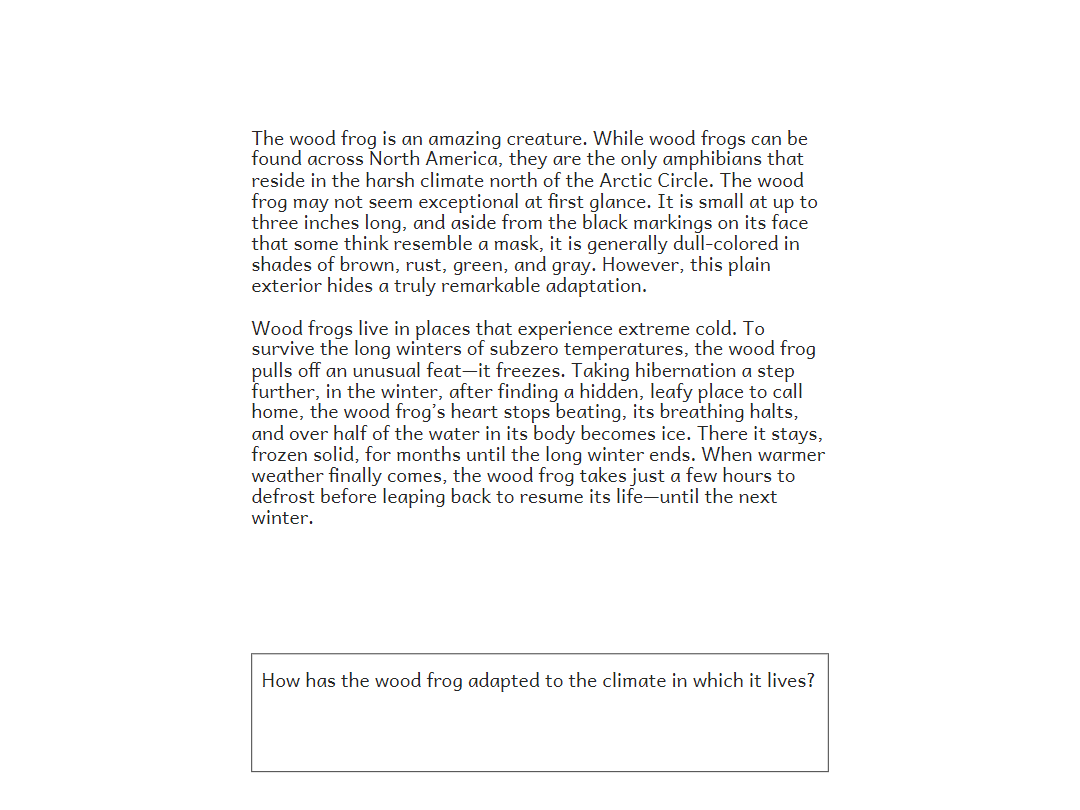 The wood frog is an amazing creature. While wood frogs can be
found across North America, they are the only amphibians that
reside in the harsh climate north of the Arctic Circle. The wood
frog may not seem exceptional at first glance. It is small at up to
three inches long, and aside from the black markings on its face
that some think resemble a mask, it is generally dull-colored in
shades of brown, rust, green, and gray. However, this plain
exterior hides a truly remarkable adaptation.
Wood frogs live in places that experience extreme cold. To
survive the long winters of subzero temperatures, the wood frog
pulls off an unusual feat—it freezes. Taking hibernation a step
further, in the winter, after finding a hidden, leafy place to call
home, the wood frog's heart stops beating, its breathing halts,
and over half of the water in its body becomes ice. There it stays,
frozen solid, for months until the long winter ends. When warmer
weather finally comes, the wood frog takes just a few hours to
defrost before leaping back to resume its life—until the next
winter.
How has the wood frog adapted to the climate in which it lives?